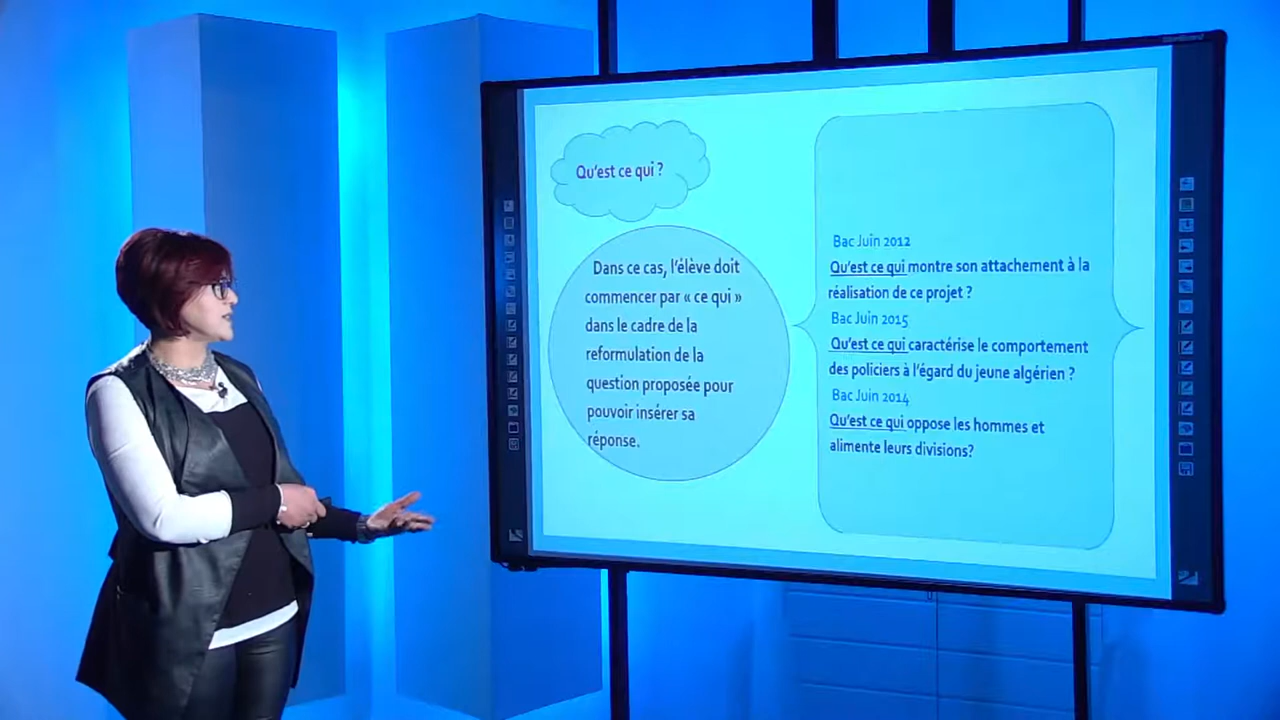 Qu'est ce qui ?
Dans ce cas, l'élève doit
commencer par « ce qui »
dans le cadre de la
reformulation de la
question proposée pour
pouvoir insérer sa
réponse.
Bac Juin 2012
Qu'est ce qui montre son attachement à la
réalisation de ce projet ?
Bac Juin 2015
Qu'est ce qui caractérise le comportement
des policiers à l'égard du jeune algérien ?
Bac Juin 2014
Qu'est ce qui oppose les hommes et
alimente leurs divisions?